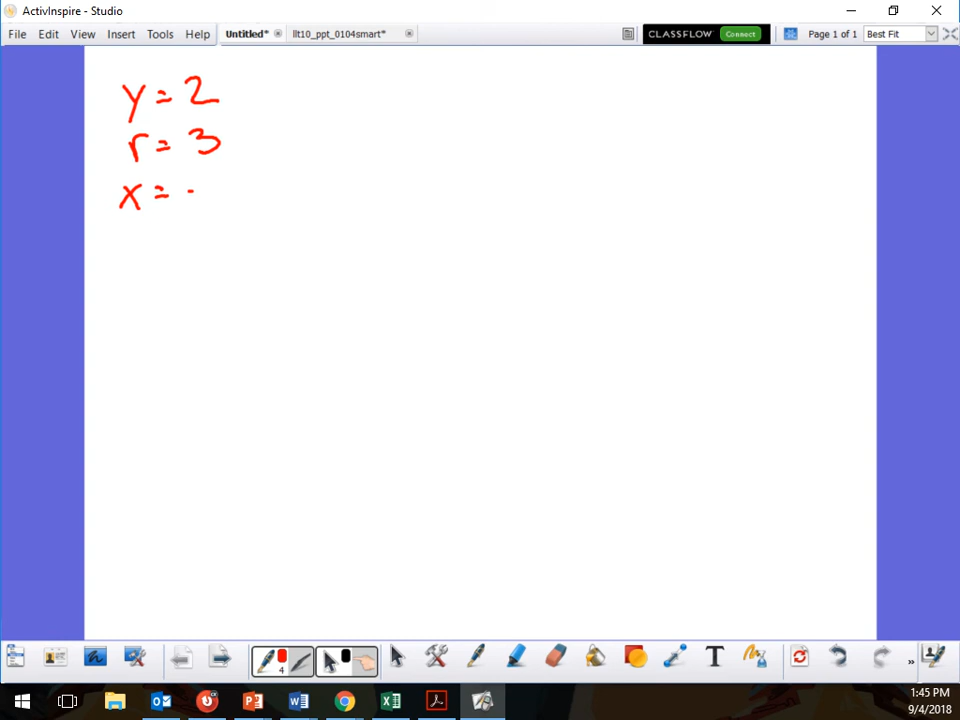 ActivInspire - Studio
File Edit View Insert Tools Help Untitled* llt10_ppt_0104smart* CLASSFLOW Connect Page 1 of 1 Best Fit
y = 2
r = 3
x = -
4
1:45 PM
9/4/2018